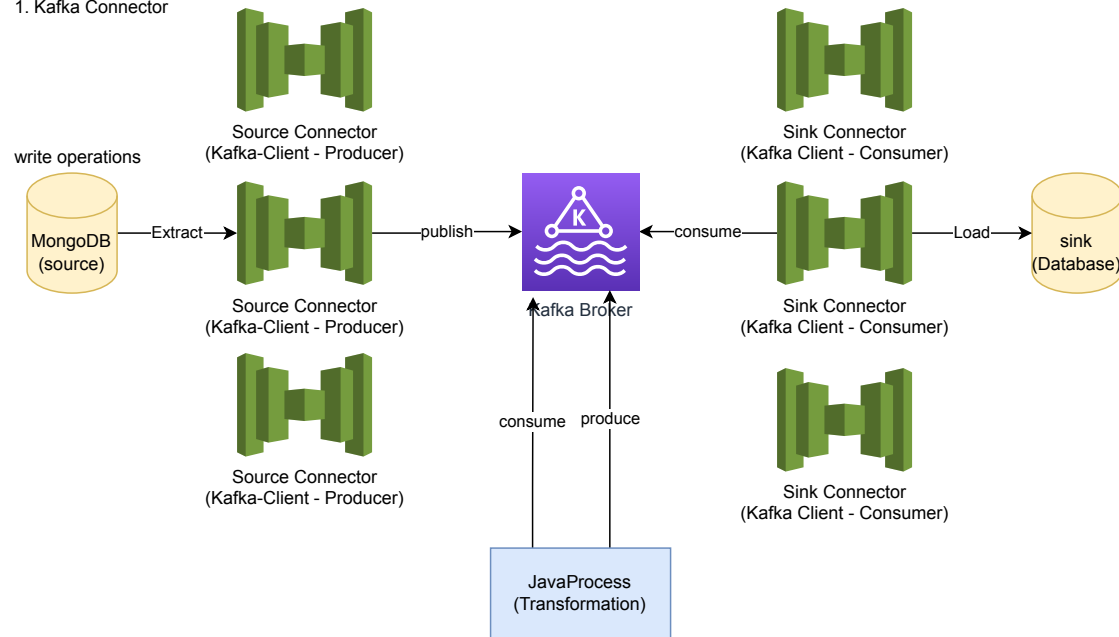 1. Kafka Connector
Source Connector
(Kafka-Client - Producer)
Sink Connector
(Kafka Client - Consumer)
write operations
MongoDB
(source)
Extract
publish
K
consume
Load
sink
(Database)
Source Connector
(Kafka-Client - Producer)
Kafka Broker
Sink Connector
(Kafka Client - Consumer)
consume
produce
Source Connector
(Kafka-Client - Producer)
Sink Connector
(Kafka Client - Consumer)
JavaProcess
(Transformation)